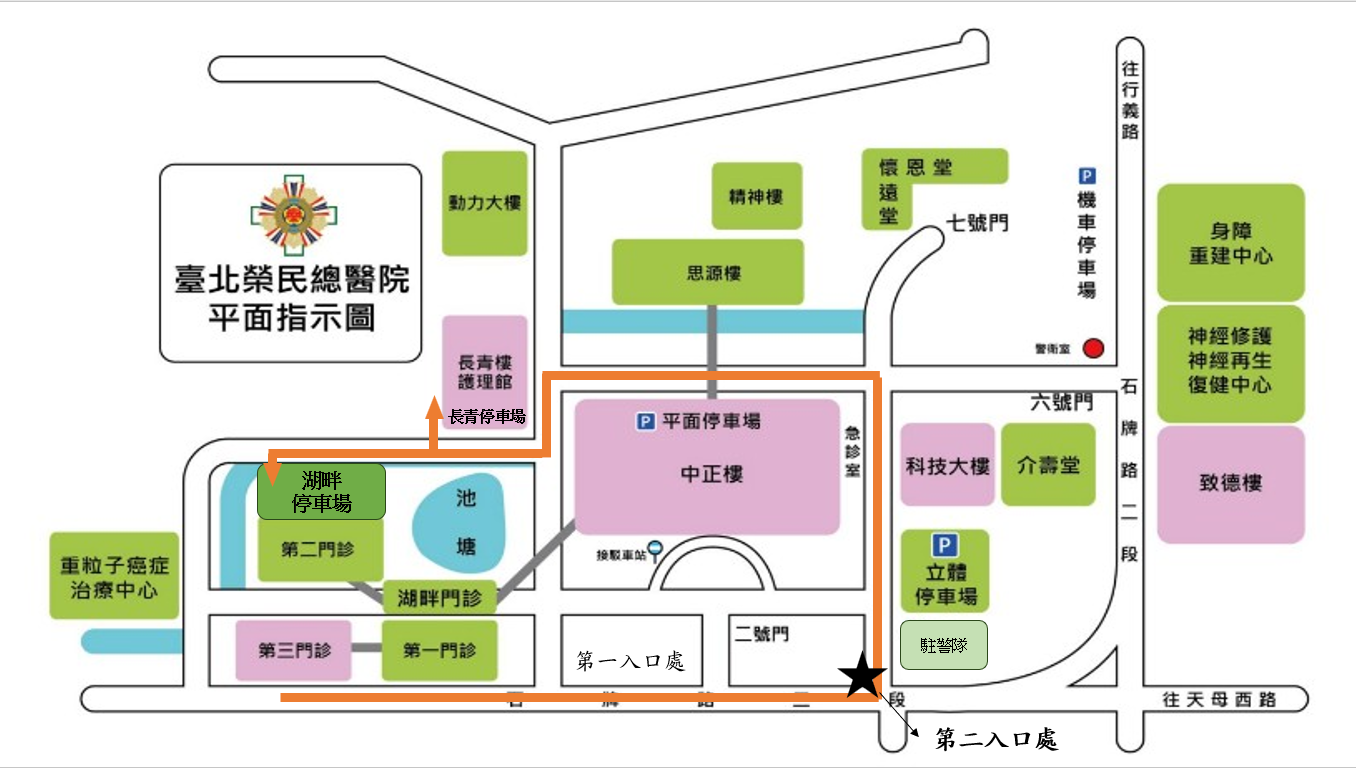 臺北榮民總醫院
平面指示圖
動力大樓
精神樓
懷恩堂
遠
堂
七號門
思源樓
往行義路
P
機車停車場
身障
重建中心
警衛室
神經修護
神經再生
復健中心
長青樓
護理館
長青停車場
六號門
P 平面停車場
中正樓
急診室
科技大樓
介壽堂
石牌路二段
致德樓
湖畔
停車場
池
塘
第二門診
接駁車站
P
立體
停車場
重粒子癌症
治療中心
湖畔門診
第三門診
第一門診
第一入口處
二號門
駐警隊
石牌路二段
往天母西路
第二入口處